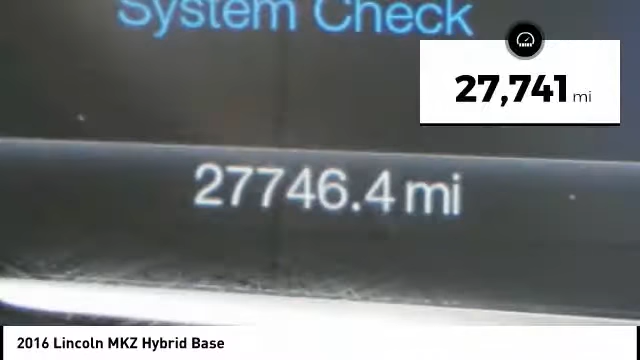 System Check
27,741 mi
27746.4 mi
2016 Lincoln MKZ Hybrid Base